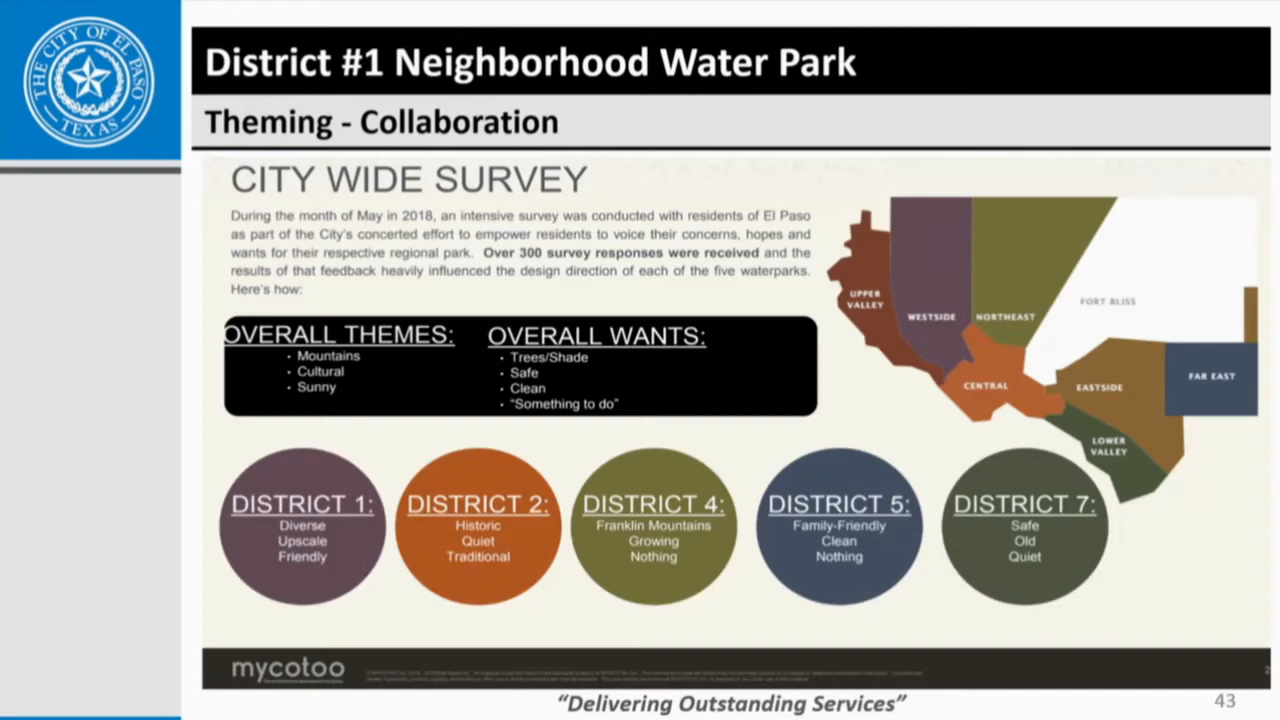 THE CITY OF EL PASO
TEXAS
District #1 Neighborhood Water Park
Theming - Collaboration
CITY WIDE SURVEY
During the month of May in 2018, an intensive survey was conducted with residents of El Paso
as part of the City's concerted effort to empower residents to voice their concerns, hopes and
wants for their respective regional park. Over 300 survey responses were received and the
results of that feedback heavily influenced the design direction of each of the five waterparks.
Here's how:
OVERALL THEMES:
· Mountains
· Cultural
· Sunny
OVERALL WANTS:
· Trees/Shade
· Safe
· Clean
· "Something to do"
UPPER
VALLEY
WESTSIDE
NORTHEAST
FORT BLISS
CENTRAL
EASTSIDE
FAR EAST
LOWER
VALLEY
DISTRICT 1:
Diverse
Upscale
Friendly
DISTRICT 2:
Historic
Quiet
Traditional
DISTRICT 4:
Franklin Mountains
Growing
Nothing
DISTRICT 5:
Family-Friendly
Clean
Nothing
DISTRICT 7:
Safe
Old
Quiet
mycotoo
2
"Delivering Outstanding Services"
43